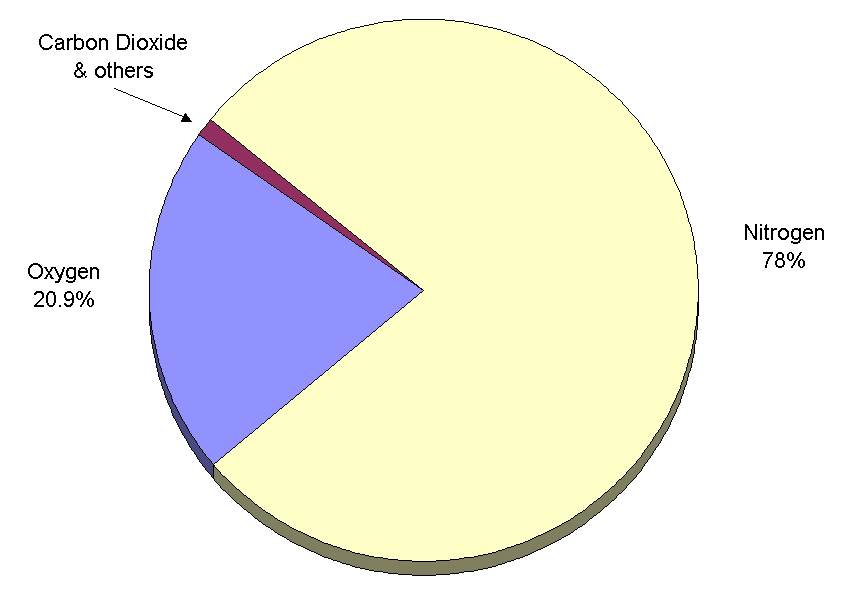 Carbon Dioxide
& others
Nitrogen
78%
Oxygen
20.9%